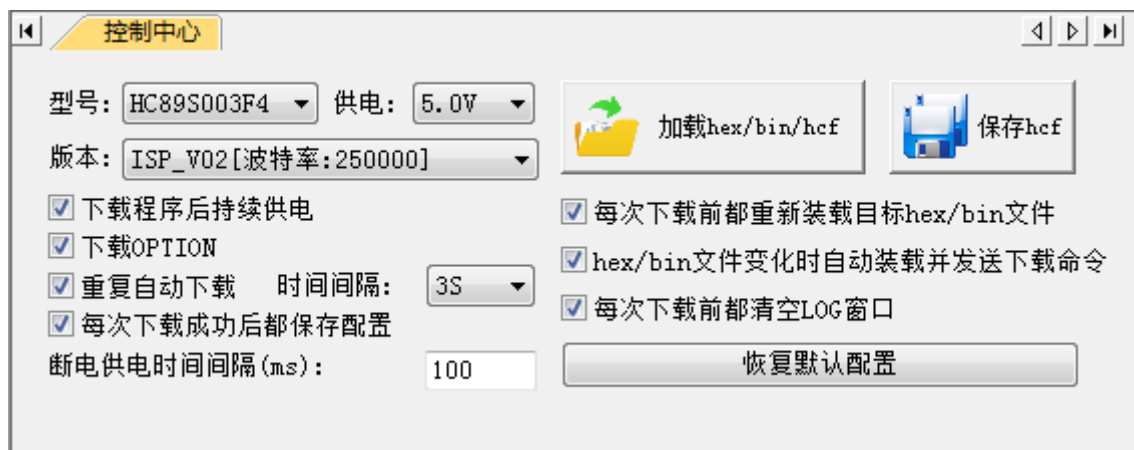 控制中心
型号: HC89S003F4 供电: 5.0V
加载hex/bin/hcf
保存hcf
版本: ISP_V02[波特率:250000]
下载程序后持续供电
每次下载前都重新装载目标hex/bin文件
下载OPTION
hex/bin文件变化时自动装载并发送下载命令
重复自动下载 时间间隔: 3S
每次下载前都清空LOG窗口
每次下载成功后都保存配置
断电供电时间间隔(ms): 100
恢复默认配置